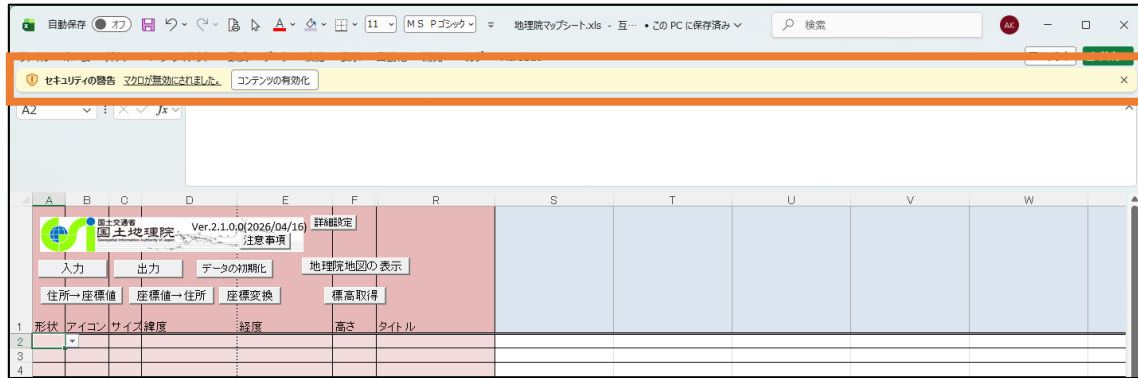 自動保存 オフ 11 ＭＳ Ｐゴシック 地理院マップシート.xls - 互… • この PC に保存済み 検索 AK
セキュリティの警告 マクロが無効にされました。 コンテンツの有効化
A2 fx
A B C D E F R S T U V W
国土交通省
国土地理院 Ver.2.1.0.0(2026/04/16) 詳細設定
Geospatial Information Authority of Japan
注意事項
入力 出力 データの初期化 地理院地図の表示
住所→座標値 座標値→住所 座標変換 標高取得
1 形状 アイコン サイズ 緯度 経度 高さ タイトル
2
3
4